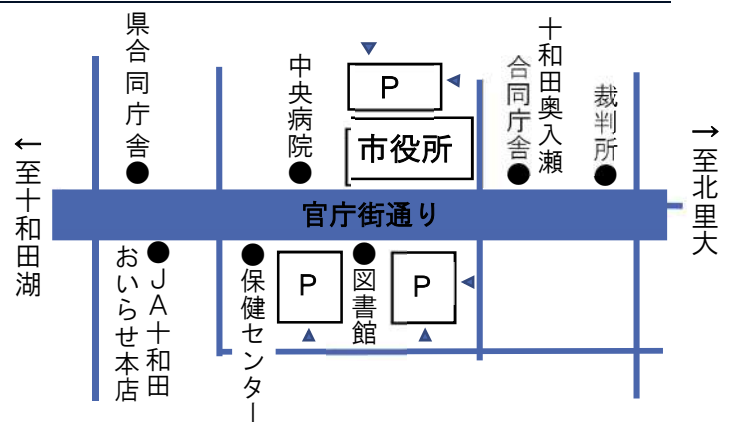 県合同庁舎
中央病院
P
市役所
十和田奥入瀬
合同庁舎
裁判所
←至十和田湖
→至北里大
官庁街通り
JA十和田
おいらせ本店
保健センター
P
図書館
P